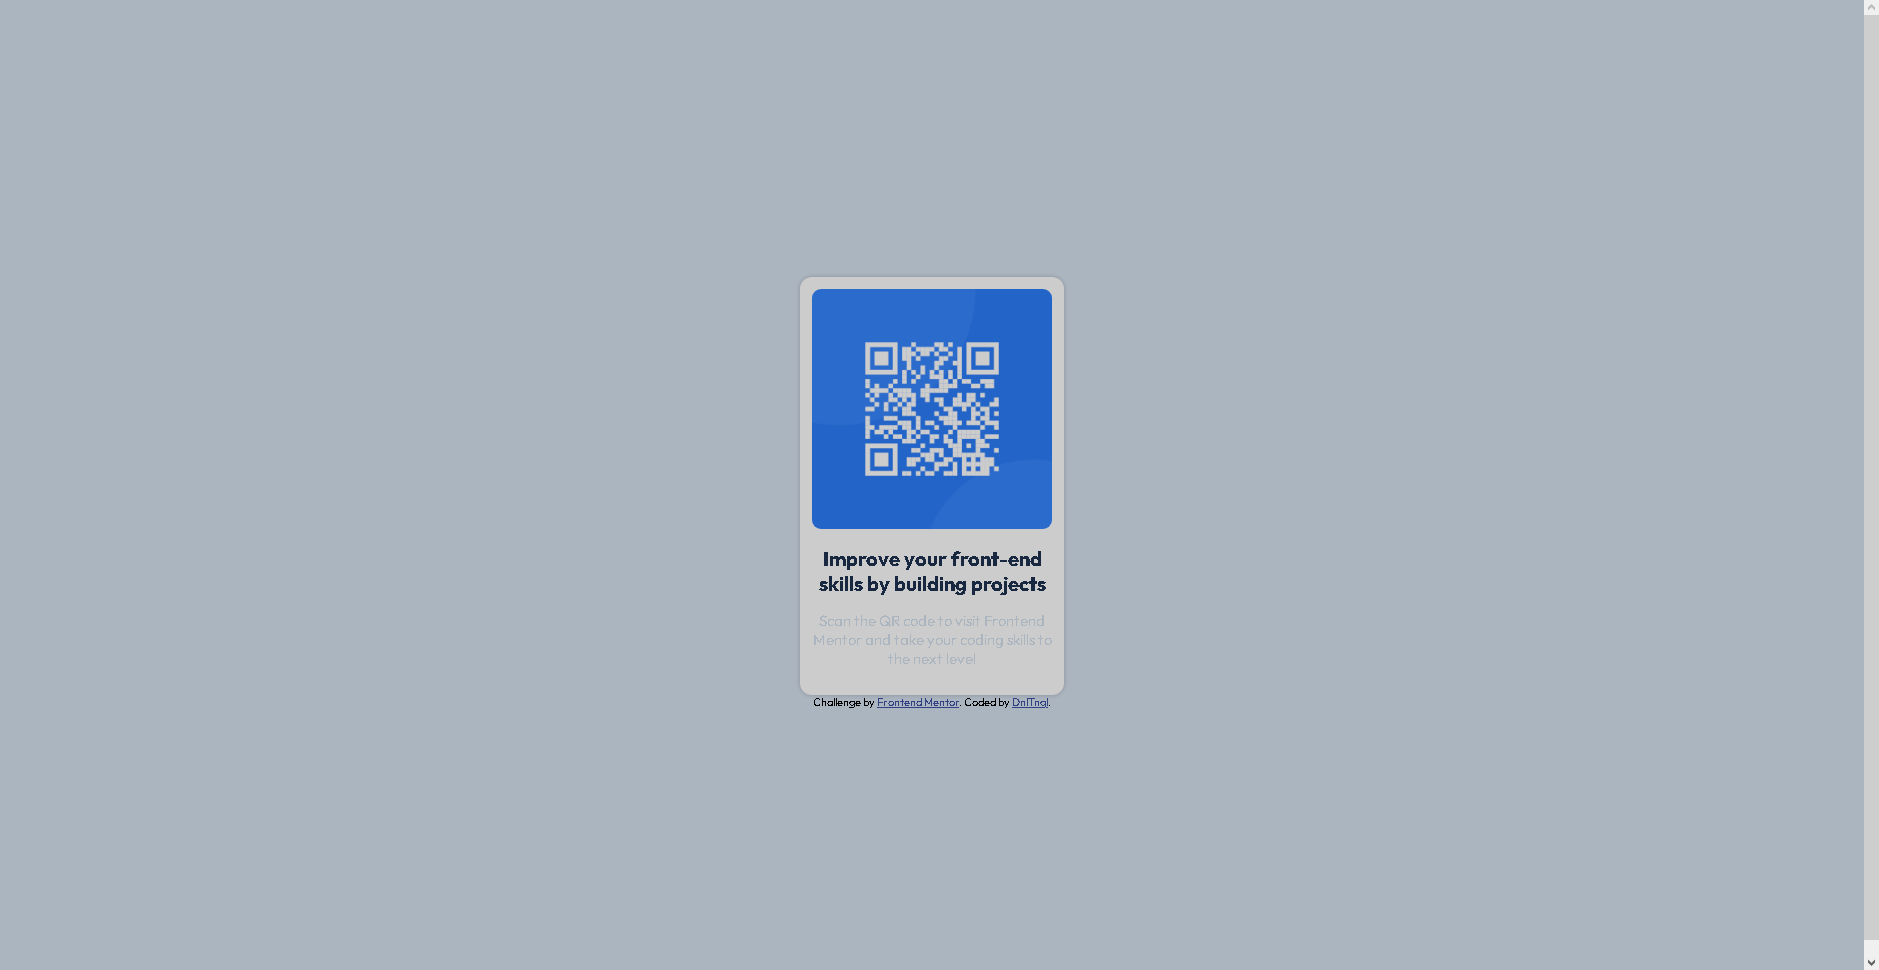 Improve your front-end
skills by building projects
Scan the QR code to visit Frontend
Mentor and take your coding skills to
the next level
Challenge by Frontend Mentor. Coded by DnlTnql.